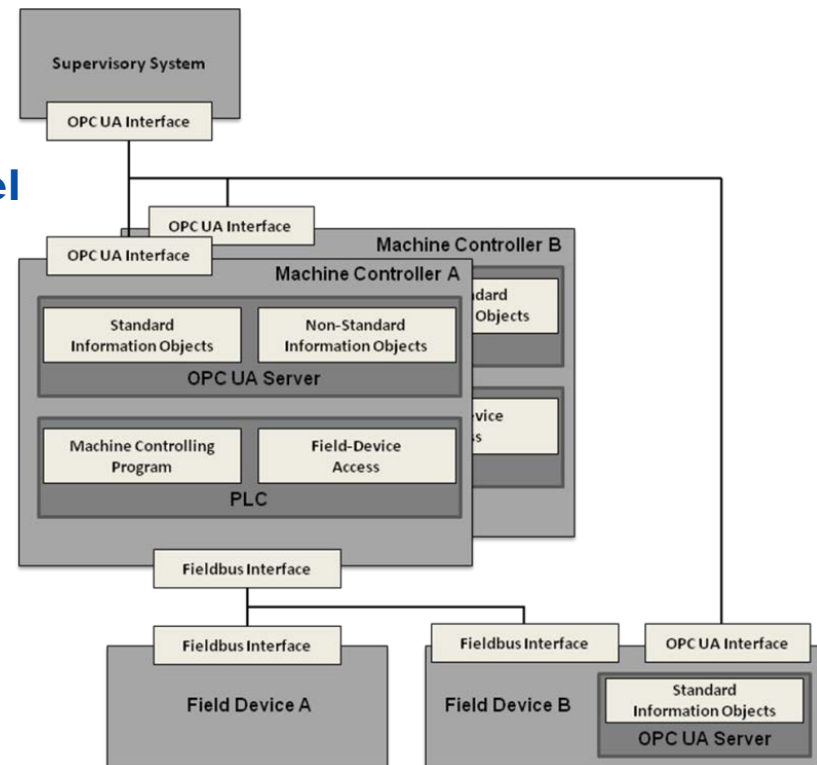 Supervisory System
OPC UA Interface
el
OPC UA Interface
OPC UA Interface
Machine Controller B
Machine Controller A
Standard
Information Objects
Non-Standard
Information Objects
ndard
Objects
OPC UA Server
Machine Controlling
Program
Field-Device
Access
evice
s
PLC
Fieldbus Interface
Fieldbus Interface
Fieldbus Interface
OPC UA Interface
Field Device A
Field Device B
Standard
Information Objects
OPC UA Server